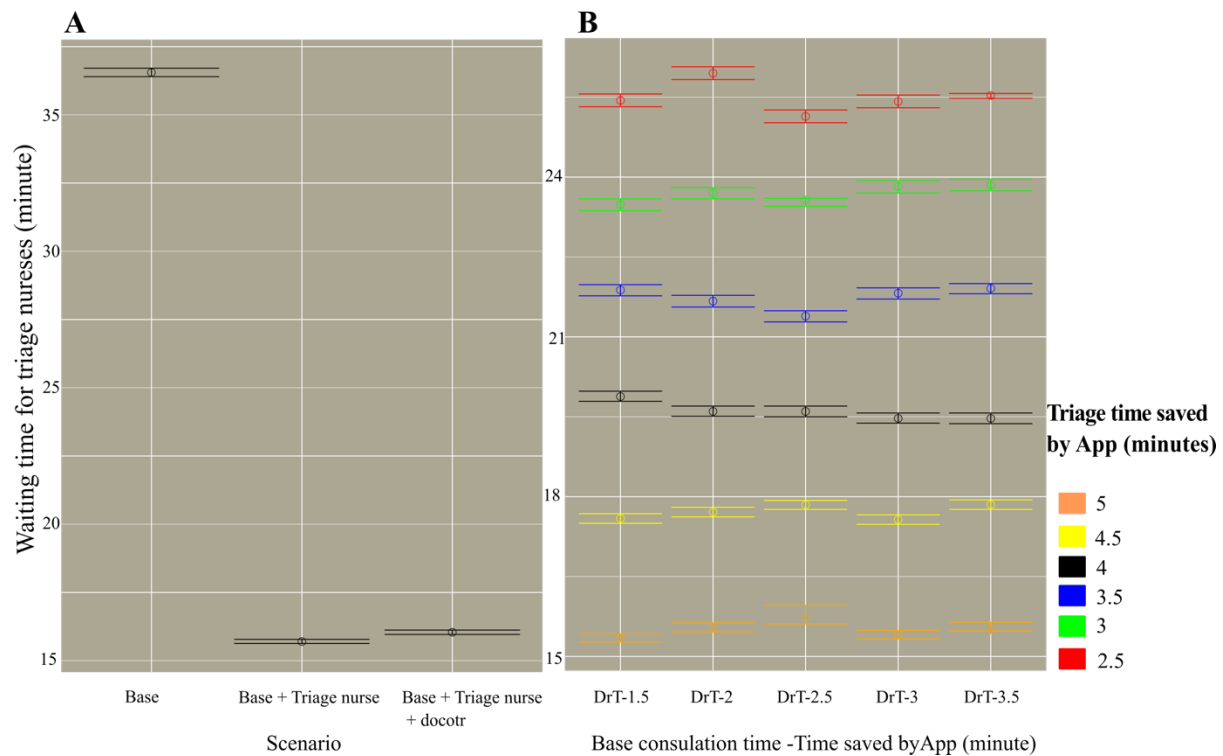 A
B
Waiting time for triage nureses (minute)
35
30
25
20
15
Base
Base + Triage nurse
Base + Triage nurse
+ docotr
Scenario
24
21
18
15
DrT-1.5
DrT-2
DrT-2.5
DrT-3
DrT-3.5
Base consulation time -Time saved byApp (minute)
Triage time saved
by App (minutes)
5
4.5
4
3.5
3
2.5